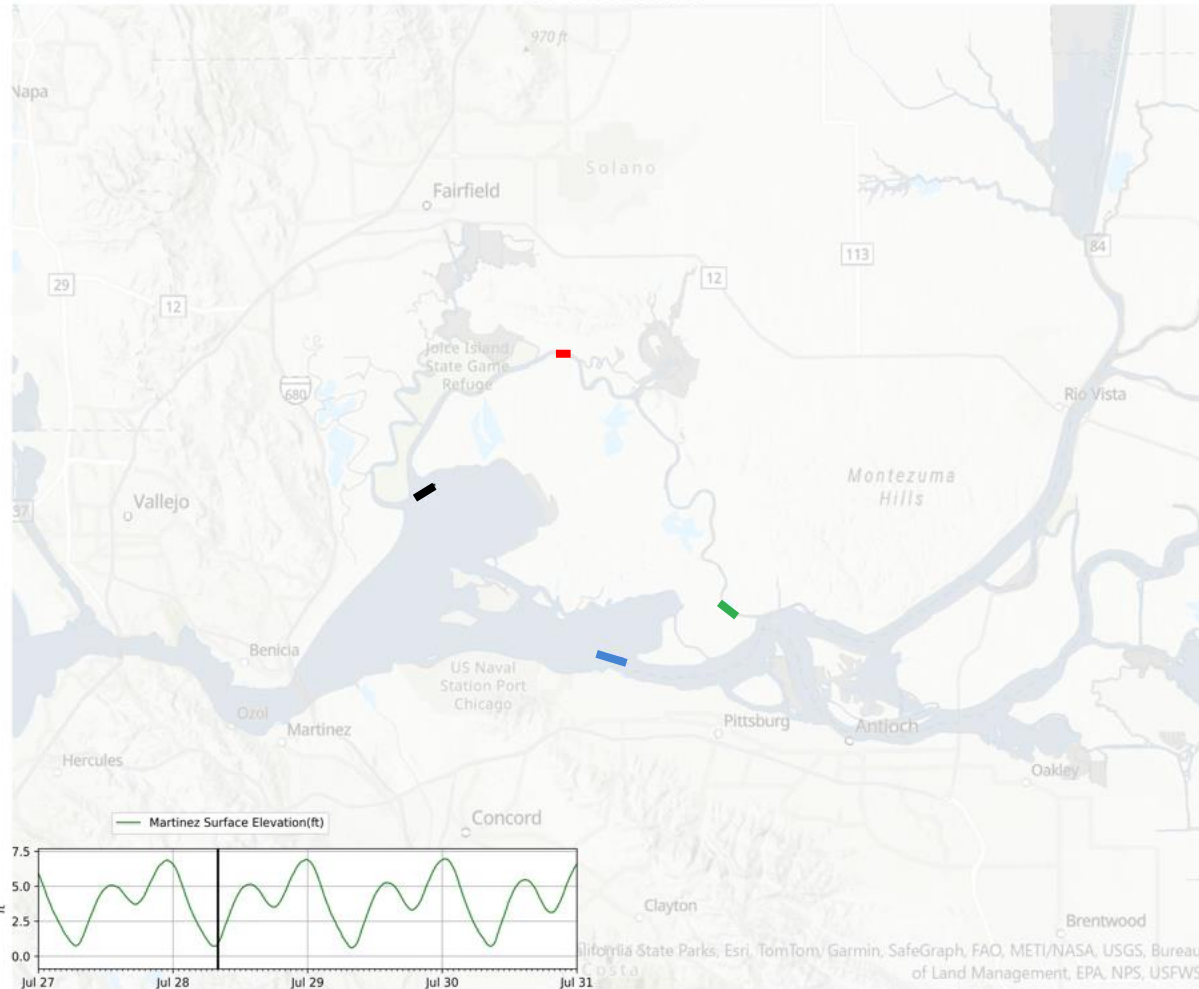 970 ft
Napa
Solano
Fairfield
84
113
29
12
12
Joice Island
State Game
Refuge
680
Rio Vista
Montezuma
Hills
Vallejo
37
Benicia
US Naval
Station Port
Chicago
Ozol
Martinez
Pittsburg
Antioch
Hercules
Oakley
Concord
Martinez Surface Elevation(ft)
7.5
5.0
2.5
0.0
ft
Jul 27
Jul 28
Jul 29
Jul 30
Jul 31
Clayton
Brentwood
lifornia State Parks, Esri, TomTom, Garmin, SafeGraph, FAO, METI/NASA, USGS, Bureau
of Land Management, EPA, NPS, USFWS
Costa